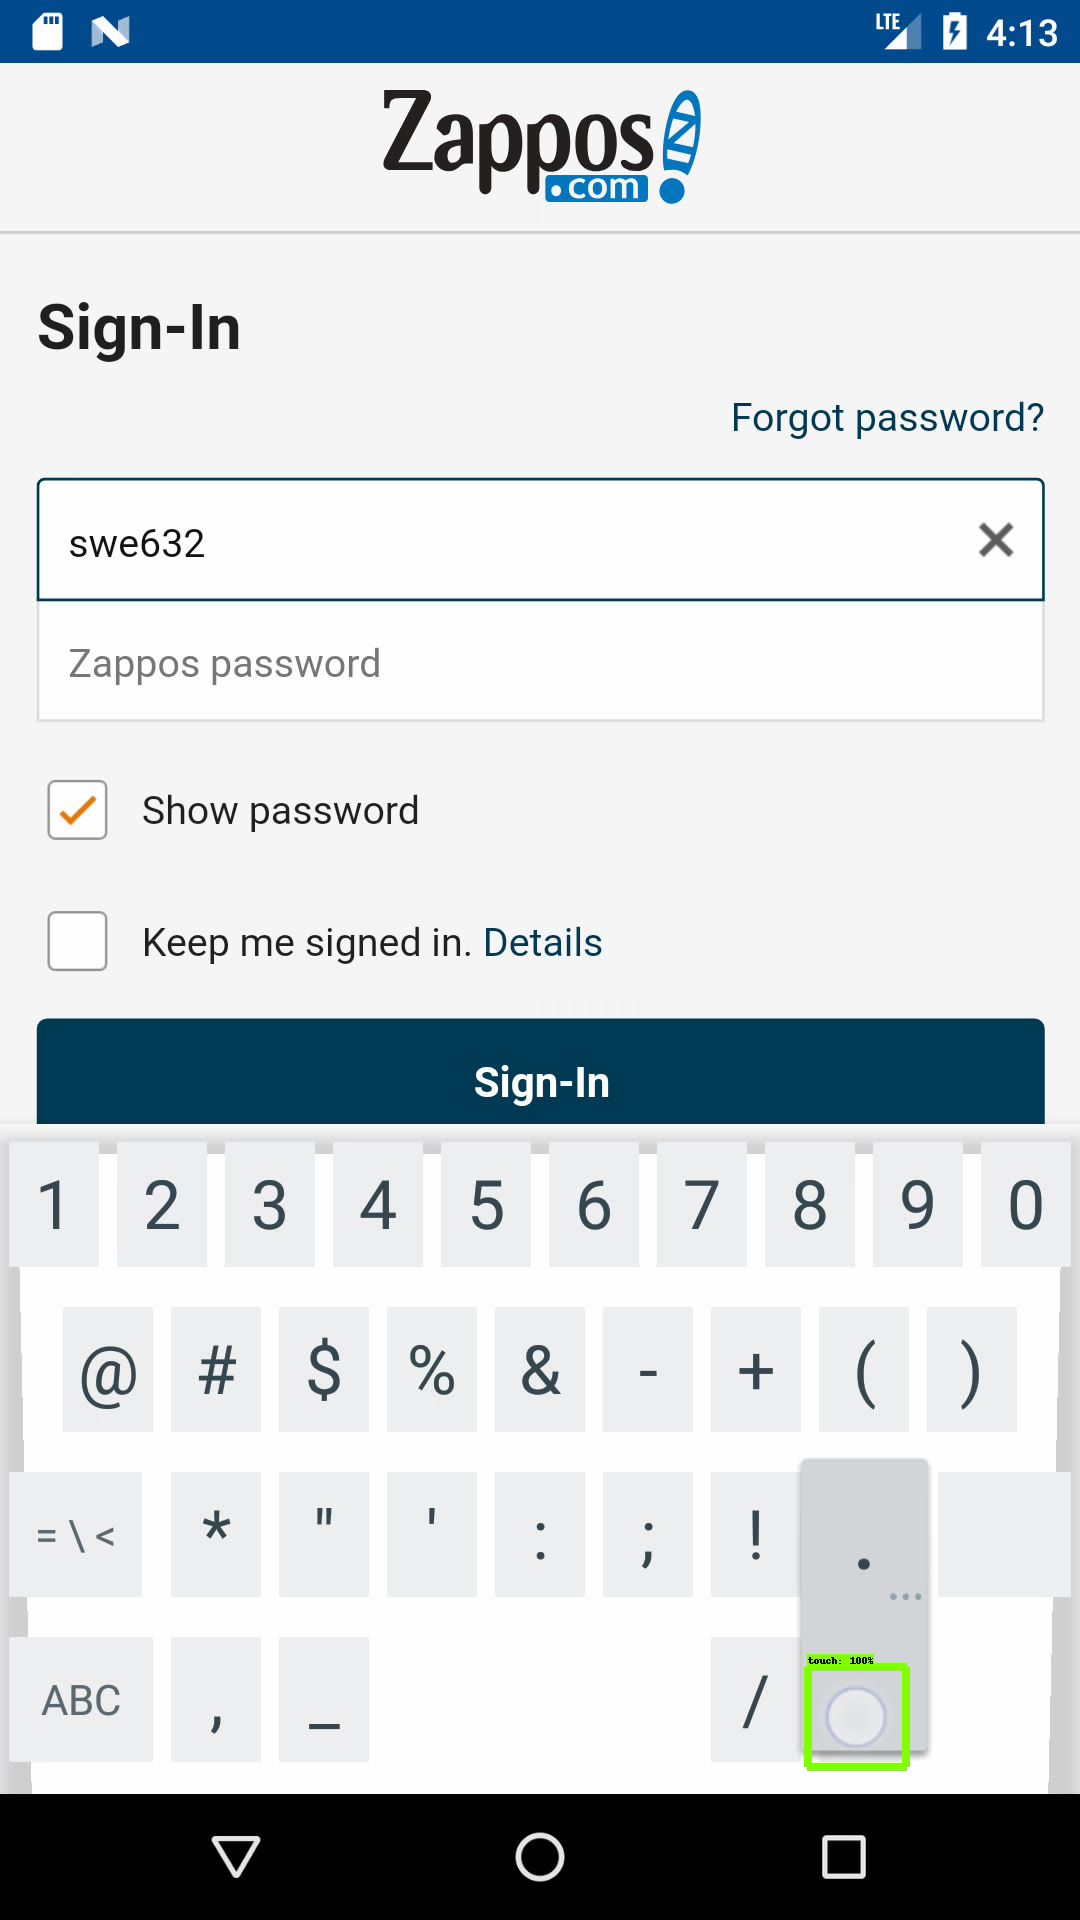 LTE 4:13
Zappos
.com
Sign-In
Forgot password?
swe632
Zappos password
Show password
Keep me signed in. Details
Sign-In
1 2 3 4 5 6 7 8 9 0
@ # $ % & - + ( )
= \ < * " ' : ; ! .
...
touch: 100%
ABC , _ /